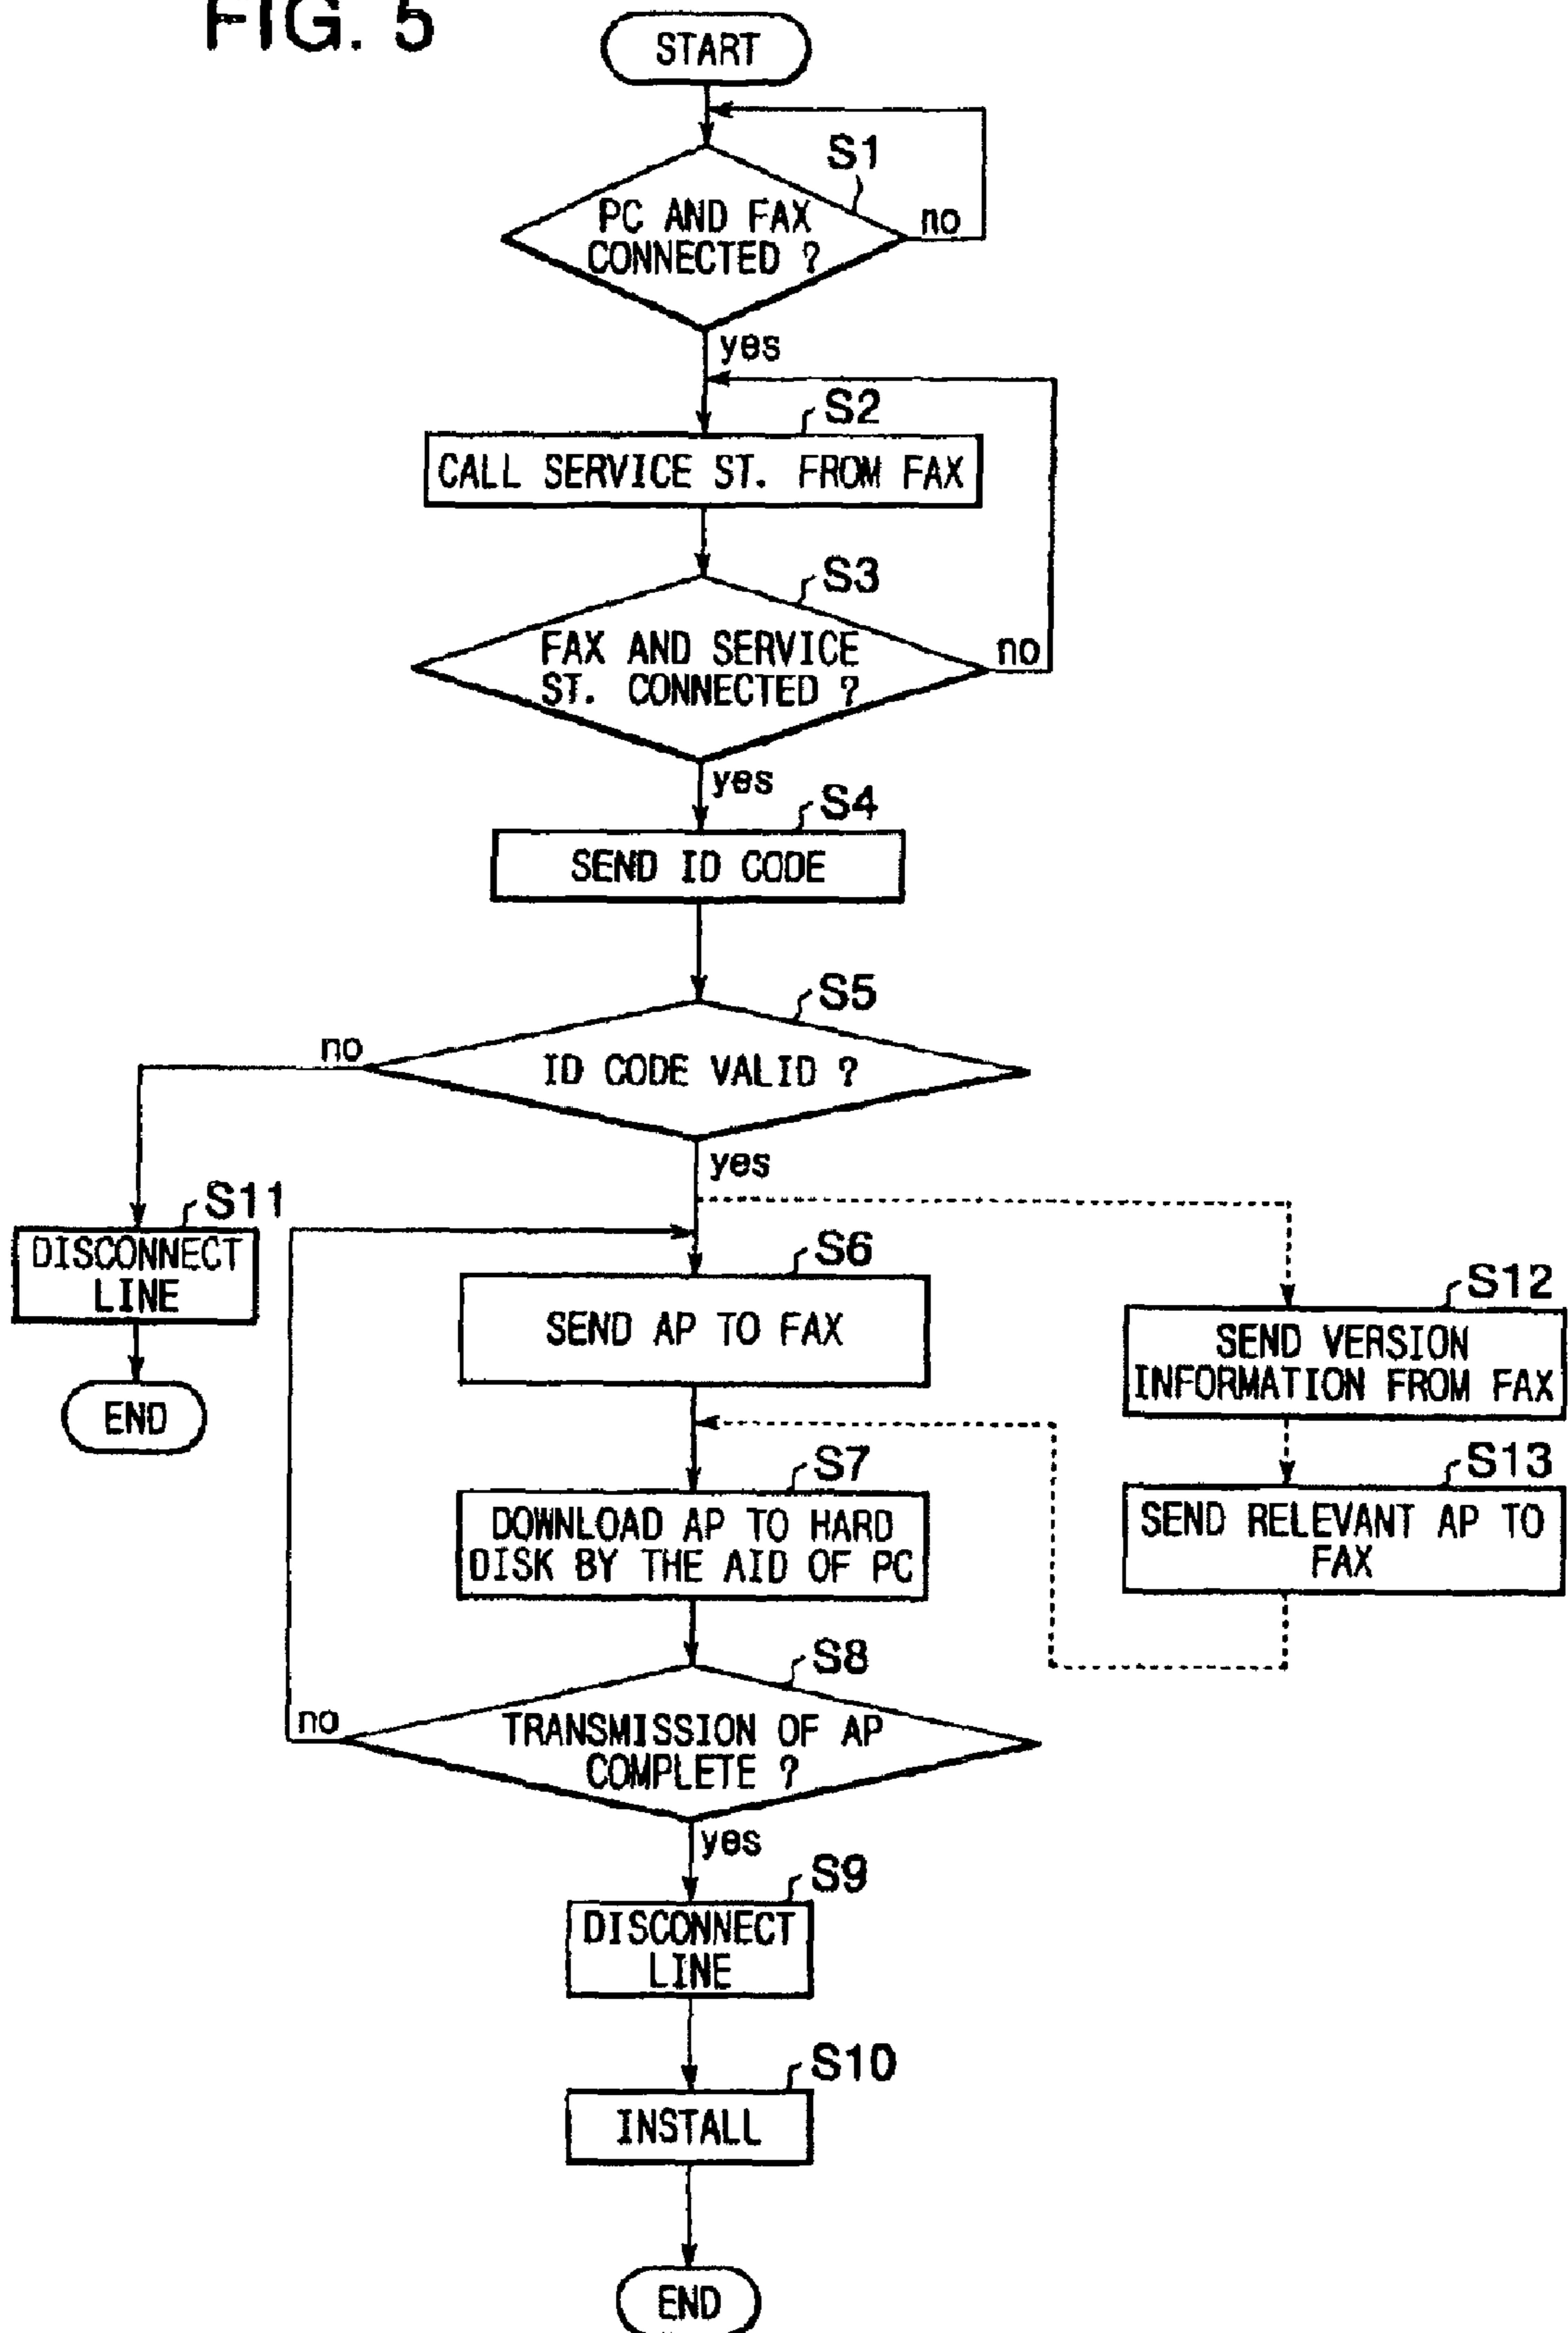 FIG. 5
START
S1
PC AND FAX
CONNECTED ?
no
yes
S2
CALL SERVICE ST. FROM FAX
S3
FAX AND SERVICE
ST. CONNECTED ?
no
yes
S4
SEND ID CODE
S5
ID CODE VALID ?
no
yes
S11
DISCONNECT
LINE
END
S6
SEND AP TO FAX
S12
SEND VERSION
INFORMATION FROM FAX
S7
DOWNLOAD AP TO HARD
DISK BY THE AID OF PC
S13
SEND RELEVANT AP TO
FAX
S8
TRANSMISSION OF AP
COMPLETE ?
no
yes
S9
DISCONNECT
LINE
S10
INSTALL
END